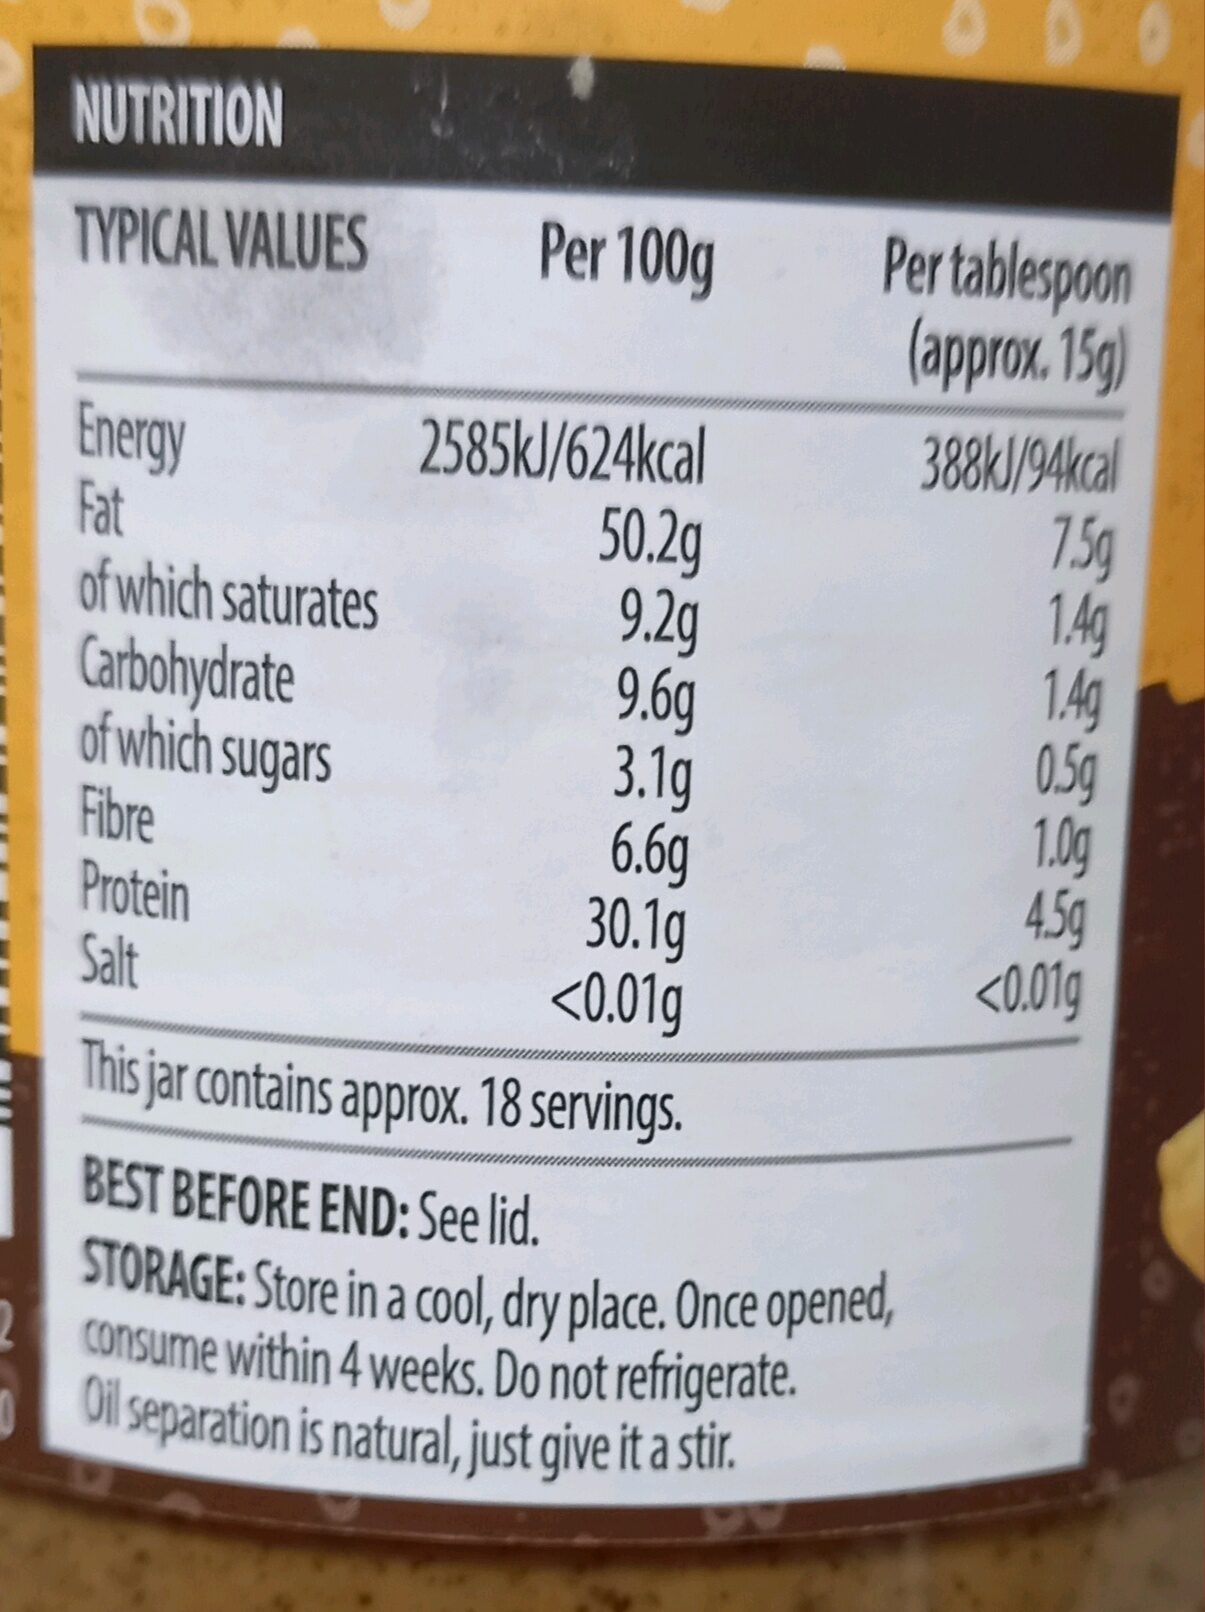 NUTRITION
TYPICAL VALUES Per 100g Per tablespoon
(approx. 15g)
Energy 2585kJ/624kcal 388kJ/94kcal
Fat 50.2g 7.5g
of which saturates 9.2g 1.4g
Carbohydrate 9.6g 1.4g
of which sugars 3.1g 0.5g
Fibre 6.6g 1.0g
Protein 30.1g 4.5g
Salt <0.01g <0.01g
This jar contains approx. 18 servings.
BEST BEFORE END: See lid.
STORAGE: Store in a cool, dry place. Once opened,
consume within 4 weeks. Do not refrigerate.
Oil separation is natural, just give it a stir.